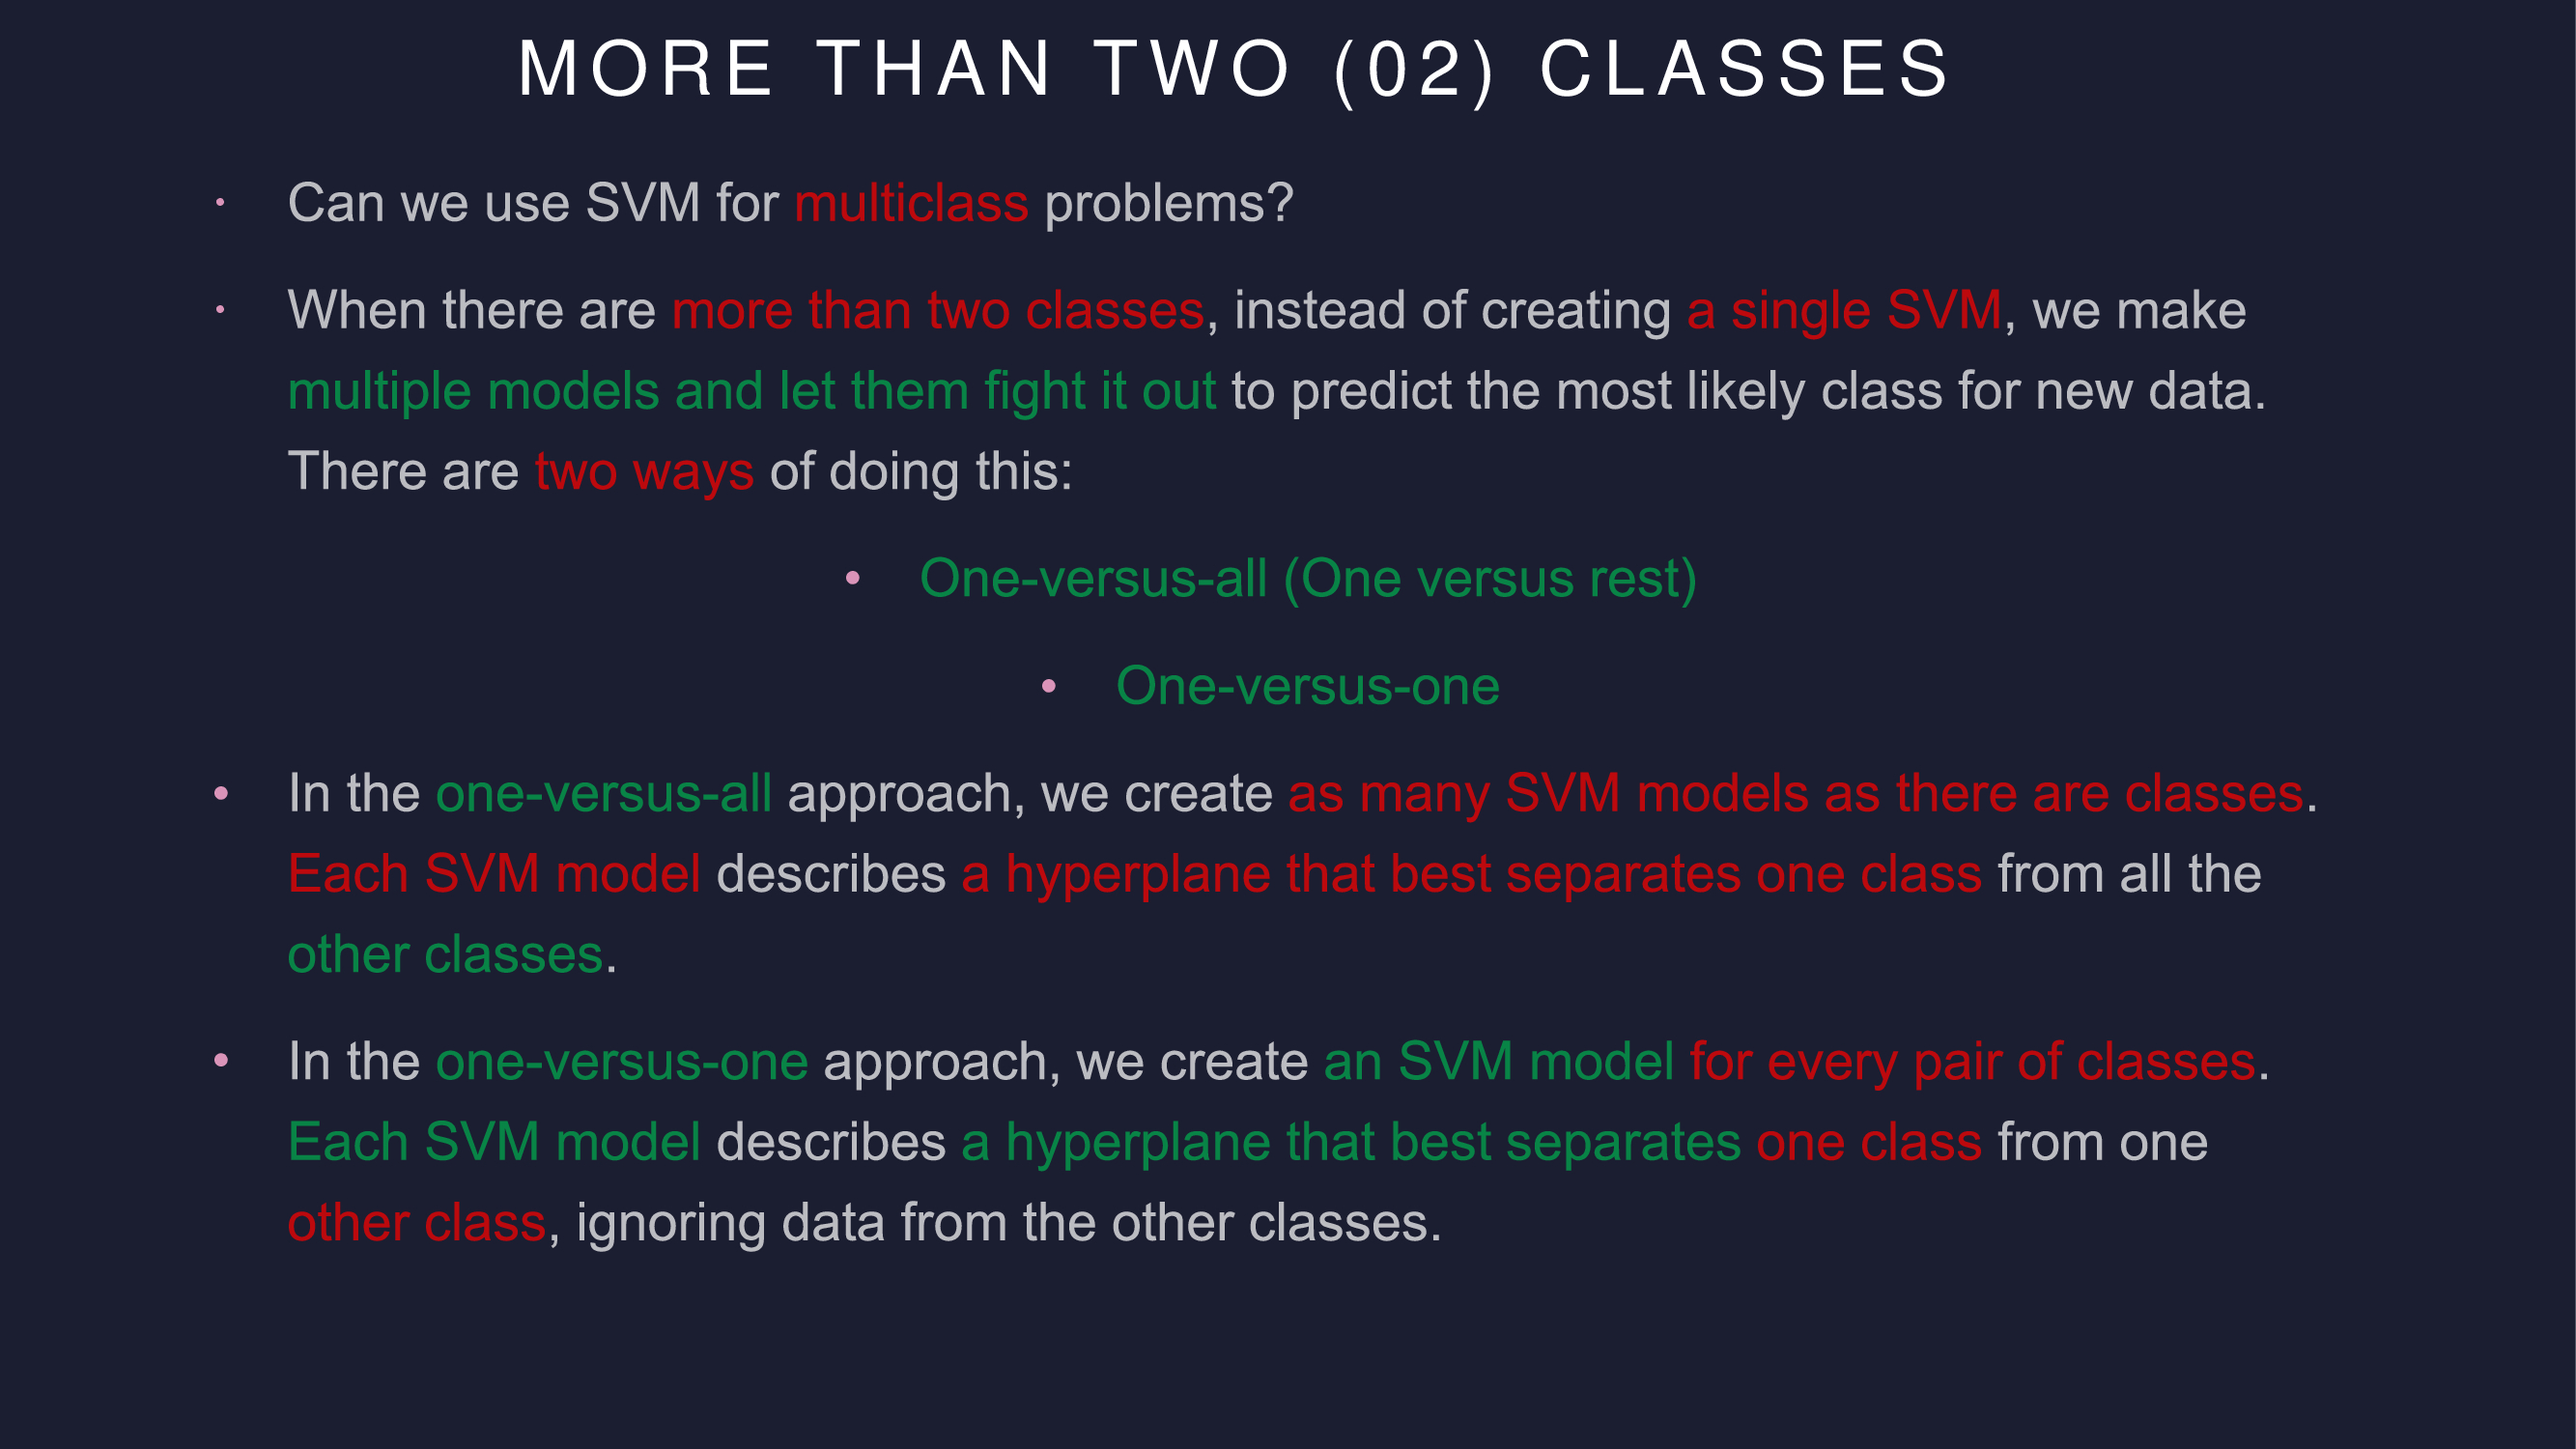 MORE THAN TWO (02) CLASSES
• Can we use SVM for multiclass problems?
• When there are more than two classes, instead of creating a single SVM, we make
multiple models and let them fight it out to predict the most likely class for new data.
There are two ways of doing this:
• One-versus-all (One versus rest)
• One-versus-one
• In the one-versus-all approach, we create as many SVM models as there are classes.
Each SVM model describes a hyperplane that best separates one class from all the
other classes.
• In the one-versus-one approach, we create an SVM model for every pair of classes.
Each SVM model describes a hyperplane that best separates one class from one
other class, ignoring data from the other classes.